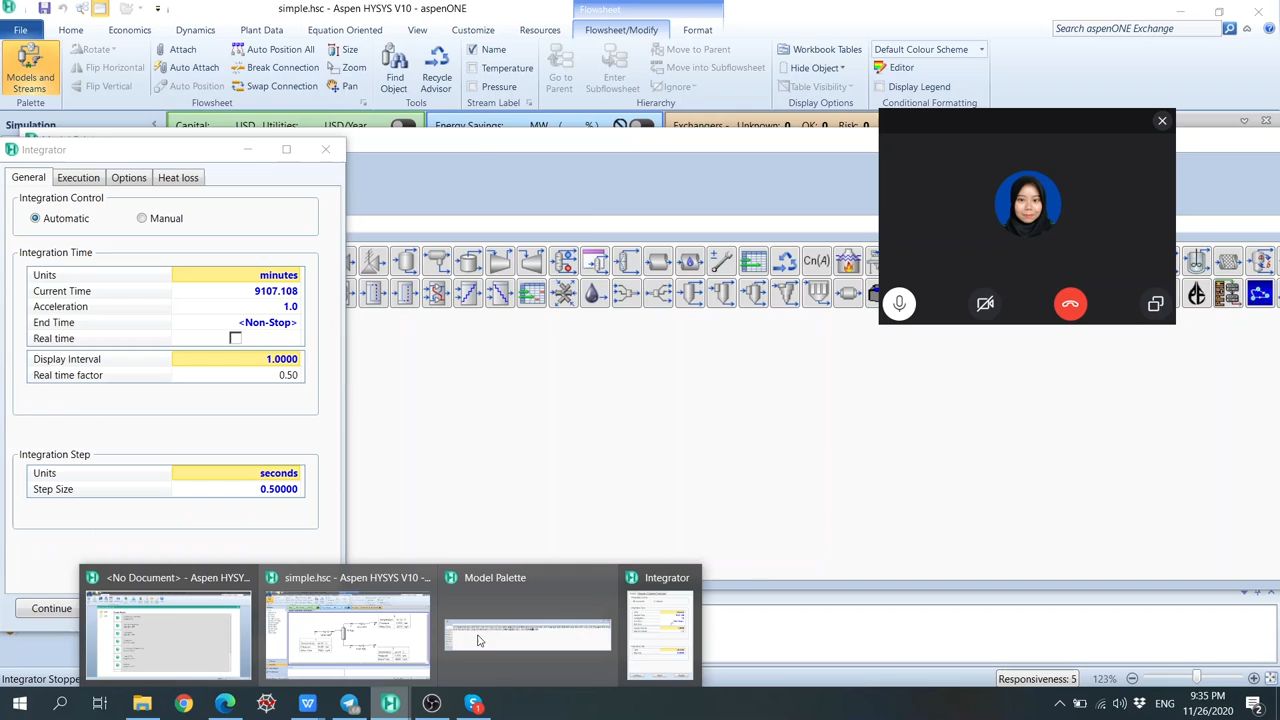 simple.hsc - Aspen HYSYS V10 - aspenONE
Flowsheet
File
Home
Economics
Dynamics
Plant Data
Equation Oriented
View
Customize
Resources
Flowsheet/Modify
Format
Search aspenONE Exchange
Models and Streams
Palette
Rotate
Flip Horizontal
Flip Vertical
Attach
Auto Attach
Auto Position
Auto Position All
Break Connection
Swap Connection
Size
Zoom
Pan
Flowsheet
Find Object
Recycle Advisor
Tools
Name
Temperature
Pressure
Stream Label
Go to Parent
Enter Subflowsheet
Move to Parent
Move into Subflowsheet
Ignore
Hierarchy
Workbook Tables
Hide Object
Table Visibility
Display Options
Default Colour Scheme
Editor
Display Legend
Conditional Formatting
Simulation
Capital: USD Utilities: USD/Year
Energy Savings: MW ( %)
Exchangers - Unknown: 0 OK: 0 Risk: 0
Integrator
General
Execution
Options
Heat loss
Integration Control
Automatic
Manual
Integration Time
Units minutes
Current Time 9107.108
Acceleration 1.0
End Time <Non-Stop>
Real time
Display Interval 1.0000
Real time factor 0.50
Integration Step
Units seconds
Step Size 0.50000
Cn(A)
Continue
<No Document> - Aspen HYSY...
simple.hsc - Aspen HYSYS V10 -...
Model Palette
Integrator
Integrator Stoppe
Responsiveness: 5
123%
9:35 PM
11/26/2020
2
1